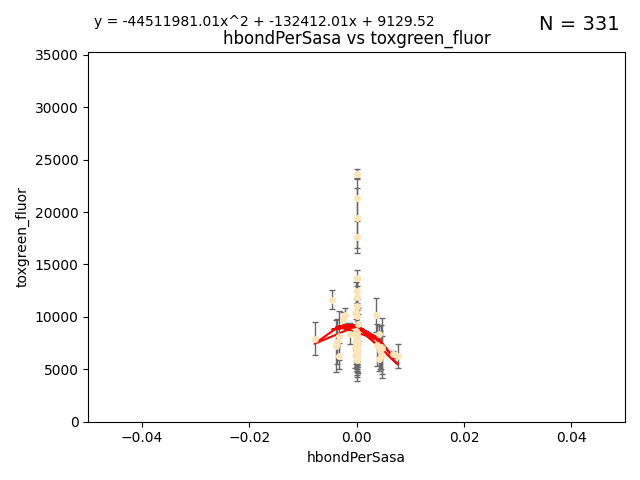 y = -44511981.01x^2 + -132412.01x + 9129.52
N = 331
hbondPerSasa vs toxgreen_fluor
35000
30000
25000
20000
15000
10000
5000
0
toxgreen_fluor
−0.04
−0.02
0.00
0.02
0.04
hbondPerSasa